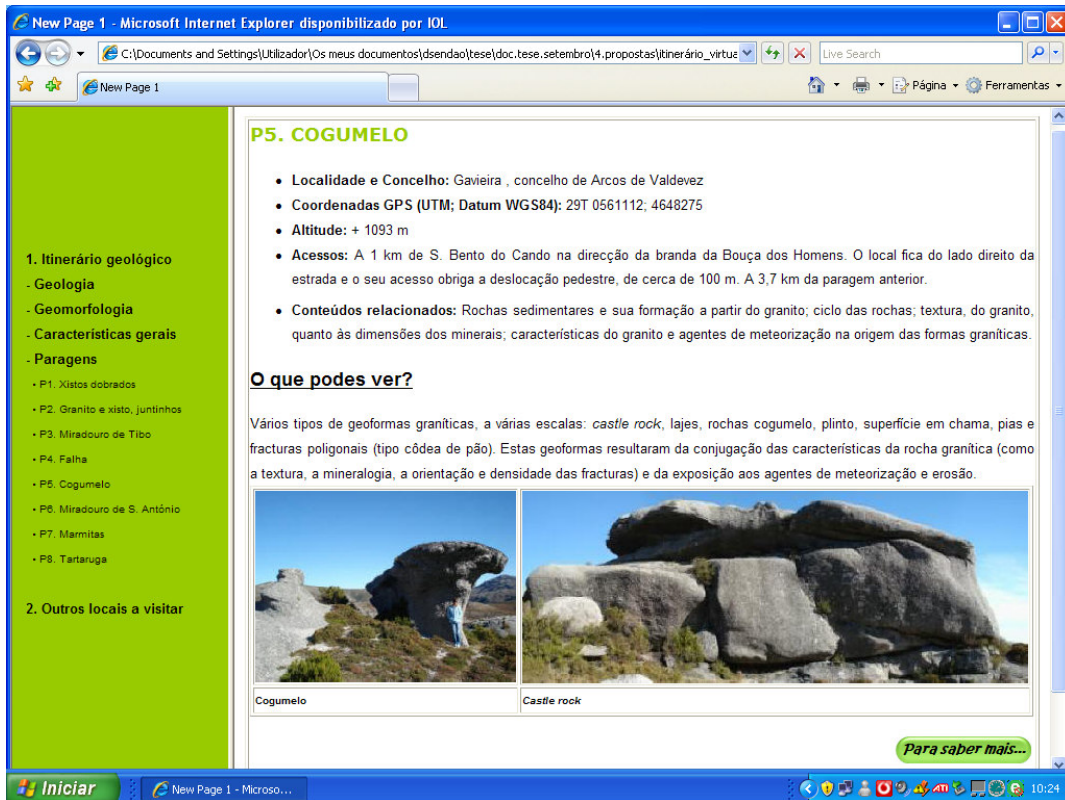 New Page 1 - Microsoft Internet Explorer disponibilizado por IOL
C:\Documents and Settings\Utilizador\Os meus documentos\dsendao\tese\doc.tese.setembro\4.propostas\itinerário_virtua
Live Search
New Page 1
Página
Ferramentas
1. Itinerário geológico
- Geologia
- Geomorfologia
- Características gerais
- Paragens
• P1. Xistos dobrados
• P2. Granito e xisto, juntinhos
• P3. Miradouro de Tibo
• P4. Falha
• P5. Cogumelo
• P6. Miradouro de S. António
• P7. Marmitas
• P8. Tartaruga
2. Outros locais a visitar
P5. COGUMELO
• Localidade e Concelho: Gavieira , concelho de Arcos de Valdevez
• Coordenadas GPS (UTM; Datum WGS84): 29T 0561112; 4648275
• Altitude: + 1093 m
• Acessos: A 1 km de S. Bento do Cando na direcção da branda da Bouça dos Homens. O local fica do lado direito da
estrada e o seu acesso obriga a deslocação pedestre, de cerca de 100 m. A 3,7 km da paragem anterior.
• Conteúdos relacionados: Rochas sedimentares e sua formação a partir do granito; ciclo das rochas; textura, do granito,
quanto às dimensões dos minerais; características do granito e agentes de meteorização na origem das formas graníticas.
O que podes ver?
Vários tipos de geoformas graníticas, a várias escalas: castle rock, lajes, rochas cogumelo, plinto, superfície em chama, pias e
fracturas poligonais (tipo côdea de pão). Estas geoformas resultaram da conjugação das características da rocha granítica (como
a textura, a mineralogia, a orientação e densidade das fracturas) e da exposição aos agentes de meteorização e erosão.
Cogumelo
Castle rock
Para saber mais...
Iniciar
New Page 1 - Microso...
10:24